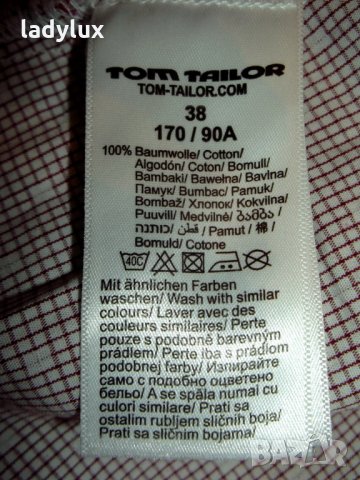 ladylux
TOM TAILOR
TOM-TAILOR.COM
38
170 / 90A
100% Baumwolle/ Cotton/
Algodón/ Coton/ Bomull/
Bambaki/ Bawełna/ Bavlna/
Памук/ Bumbac/ Pamuk/
Bombaž/ Хлопок/ Kokvilna/
Puuvill/ Medvilnė/ ბამბა/
כותנה/ قطن/ Pamut/ 棉/
Bomuld/ Cotone
40C
Mit ähnlichen Farben
waschen/ Wash with similar
colours/ Laver avec des
couleurs similaires/ Perte
pouze s podobně barevným
prádlem/ Perte iba s prádlom
podobnej farby/ Изпирайте
само с подобно оцветено
бельо/ A se spăla numai cu
culori similare/ Prati sa
ostalim rubljem sličnih boja/
Prati sa sličnim bojama/
BAZAR